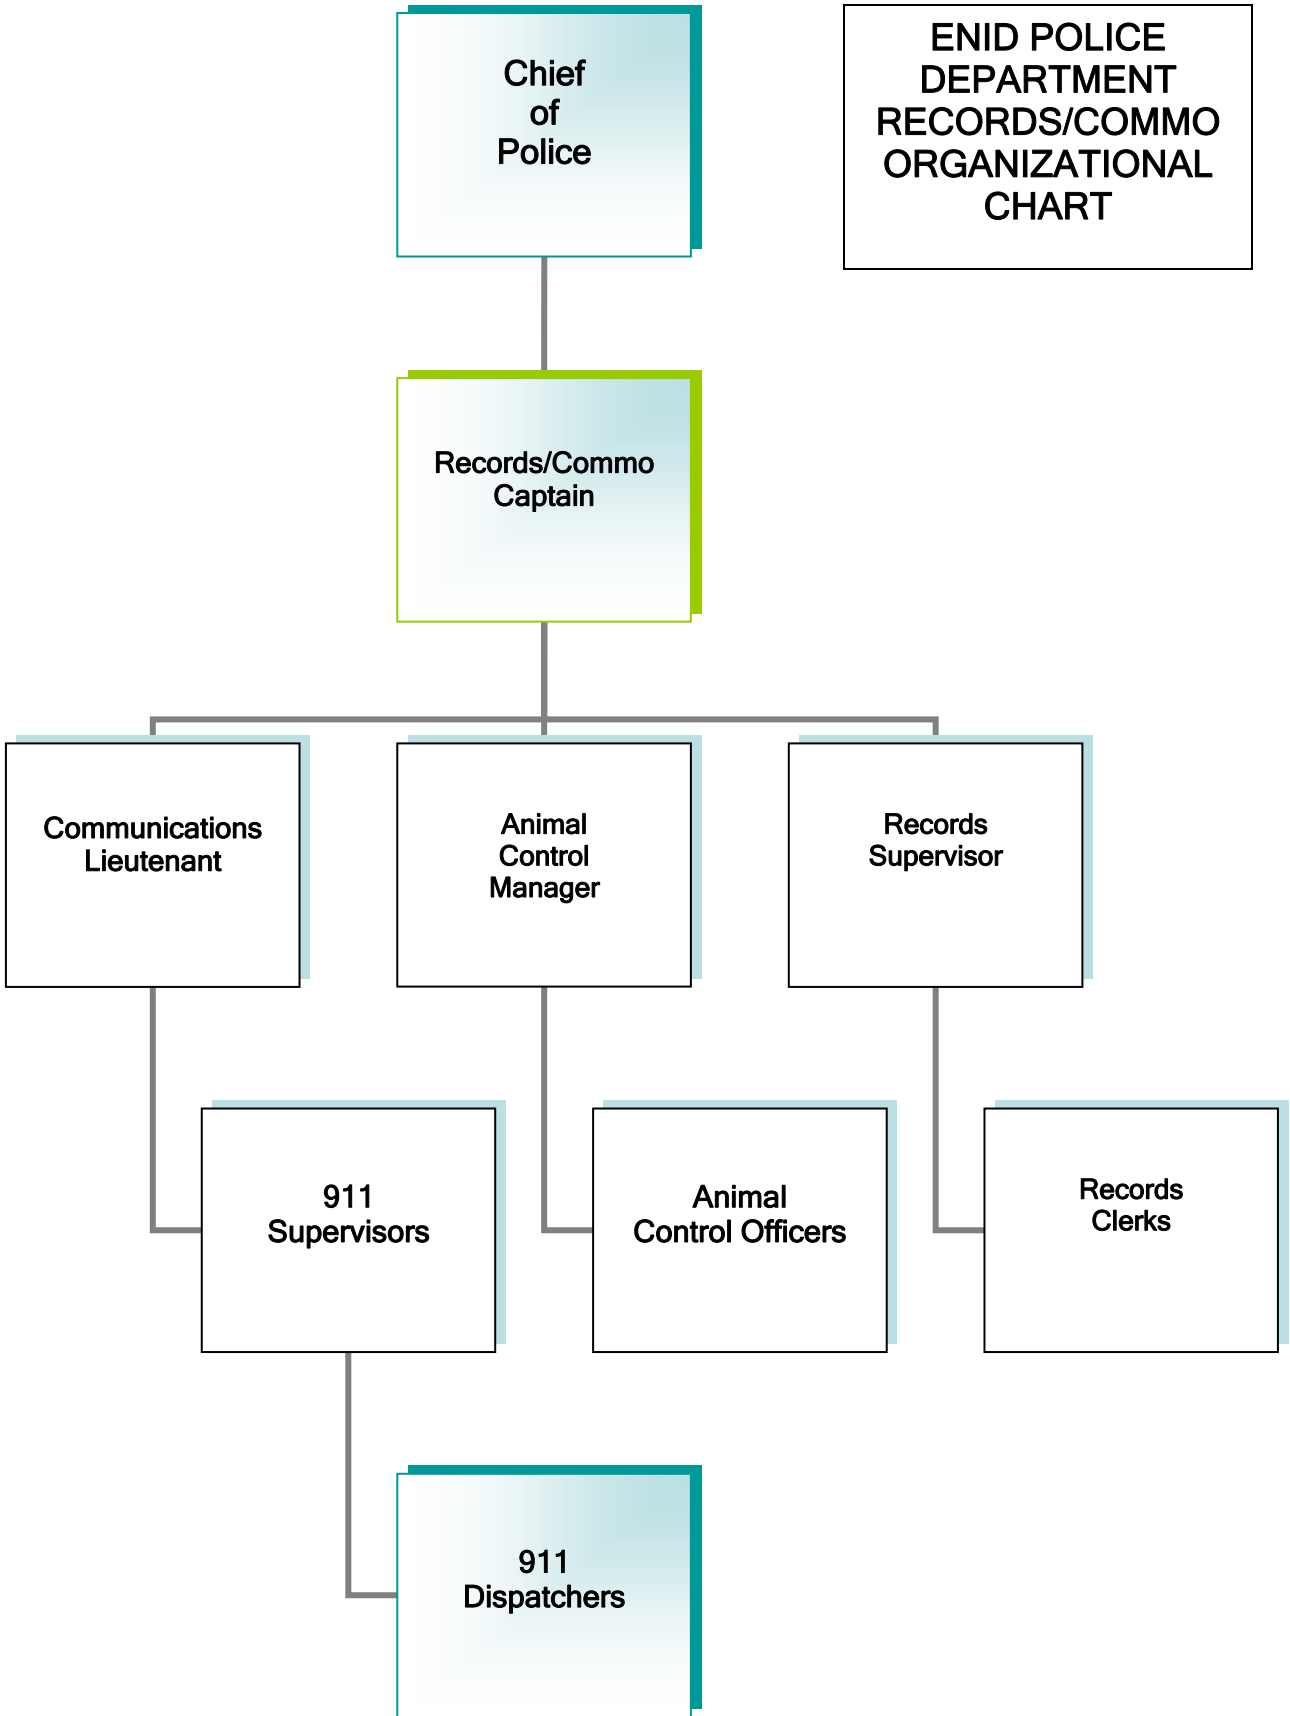 Chief
of
Police
ENID POLICE
DEPARTMENT
RECORDS/COMMO
ORGANIZATIONAL
CHART
Records/Commo
Captain
Communications
Lieutenant
Animal
Control
Manager
Records
Supervisor
911
Supervisors
Animal
Control Officers
Records
Clerks
911
Dispatchers